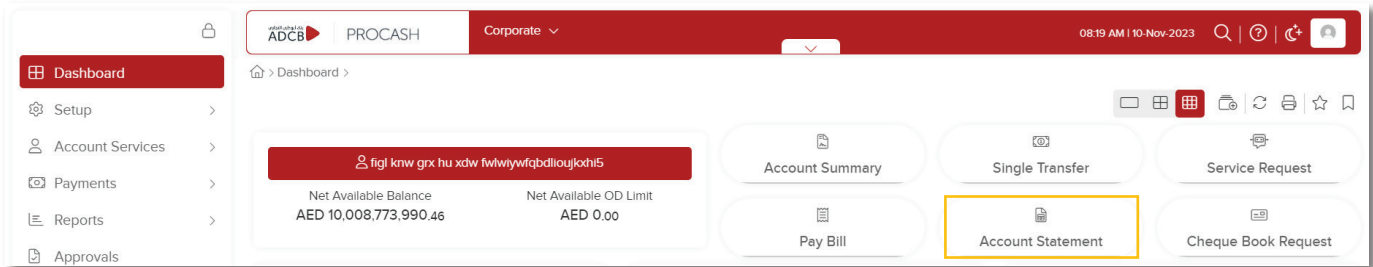 ADCB
PROCASH
Corporate
08:19 AM | 10-Nov-2023
Dashboard
Setup
Account Services
Payments
Reports
Approvals
> Dashboard >
figl knw grx hu xdw fwlwiywfqbdlioujkxhi5
Net Available Balance
AED 10,008,773,990.46
Net Available OD Limit
AED 0.00
Account Summary
Single Transfer
Service Request
Pay Bill
Account Statement
Cheque Book Request